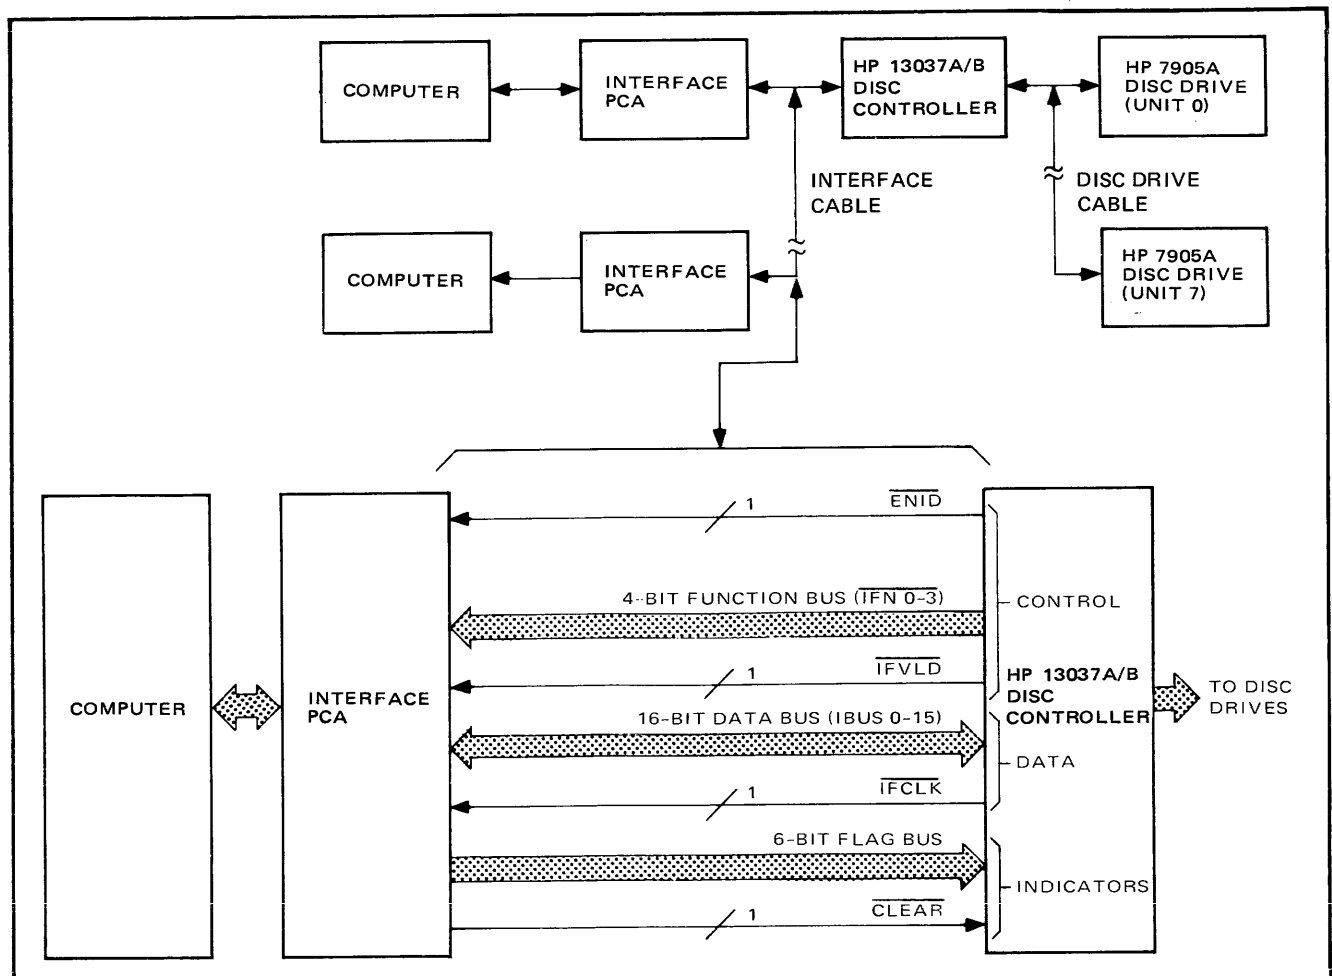 COMPUTER
INTERFACE
PCA
HP 13037A/B
DISC
CONTROLLER
HP 7905A
DISC DRIVE
(UNIT 0)
INTERFACE
CABLE
DISC DRIVE
CABLE
COMPUTER
INTERFACE
PCA
HP 7905A
DISC DRIVE
(UNIT 7)
COMPUTER
INTERFACE
PCA
1
ENID
4-BIT FUNCTION BUS (IFN 0-3)
1
IFVLD
16-BIT DATA BUS (IBUS 0-15)
1
IFCLK
6-BIT FLAG BUS
1
CLEAR
CONTROL
HP 13037A/B
DISC
CONTROLLER
DATA
INDICATORS
TO DISC
DRIVES